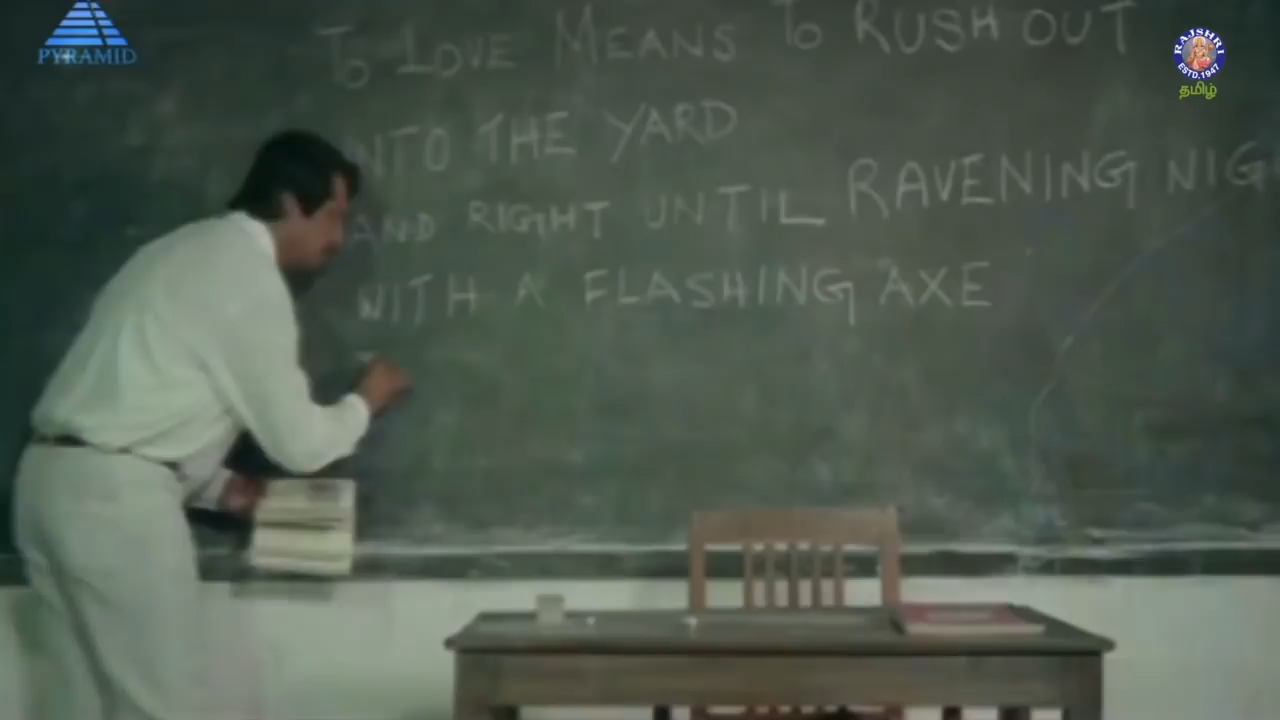 PYRAMID
RAJSHRI
ESTD.1947
தமிழ்
TO LOVE MEANS TO RUSH OUT
INTO THE YARD
AND RIGHT UNTIL RAVENING NIG
WITH A FLASHING AXE